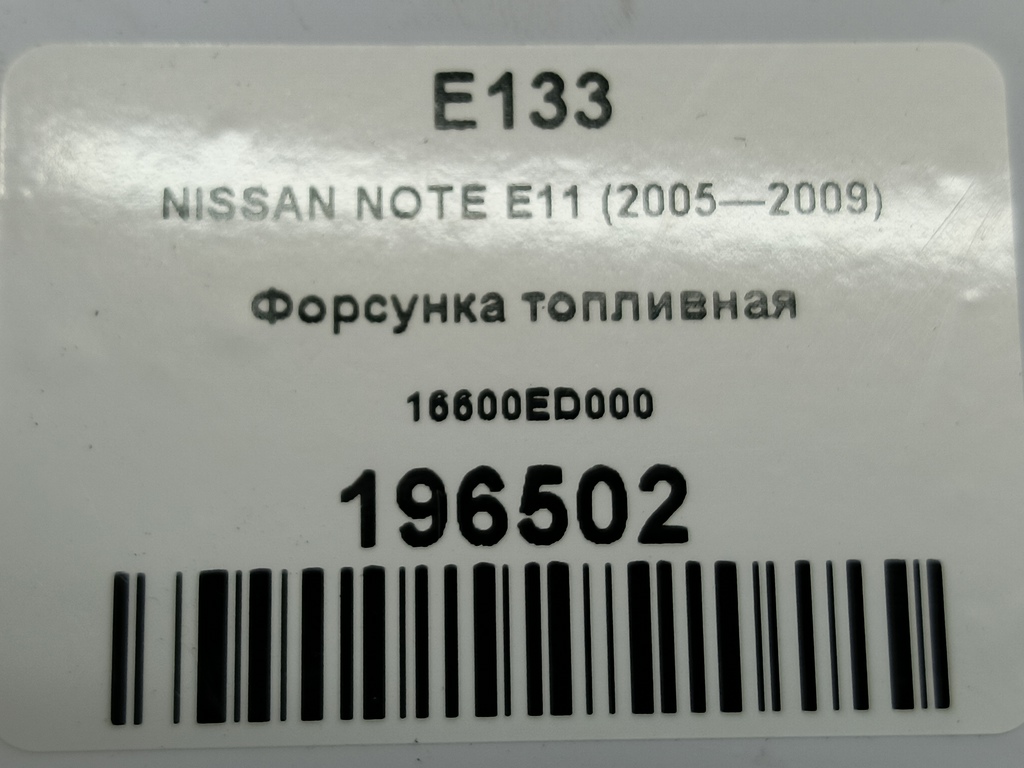 E133
NISSAN NOTE E11 (2005—2009)
Форсунка топливная
16600ED000
196502